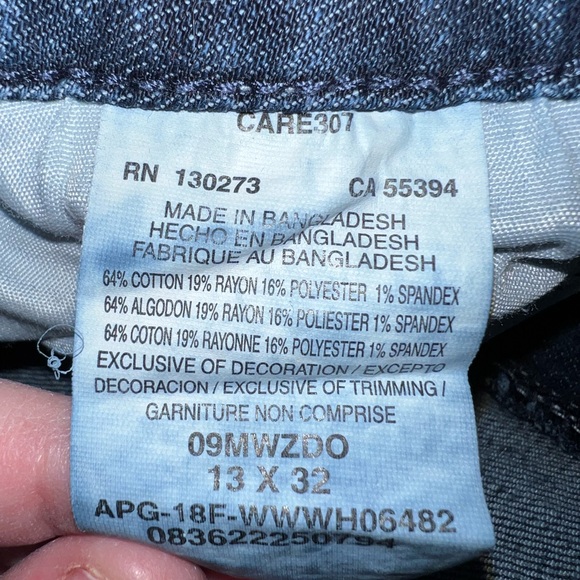 CARE307
RN 130273 CA 55394
MADE IN BANGLADESH
HECHO EN BANGLADESH
FABRIQUE AU BANGLADESH
64% COTTON 19% RAYON 16% POLYESTER 1% SPANDEX
64% ALGODON 19% RAYON 16% POLIESTER 1% SPANDEX
64% COTON 19% RAYONNE 16% POLYESTER 1% SPANDEX
EXCLUSIVE OF DECORATION / EXCEPTO
DECORACION / EXCLUSIVE OF TRIMMING /
GARNITURE NON COMPRISE
09MWZDO
13 X 32
APG-18F-WWWH06482
083622250794